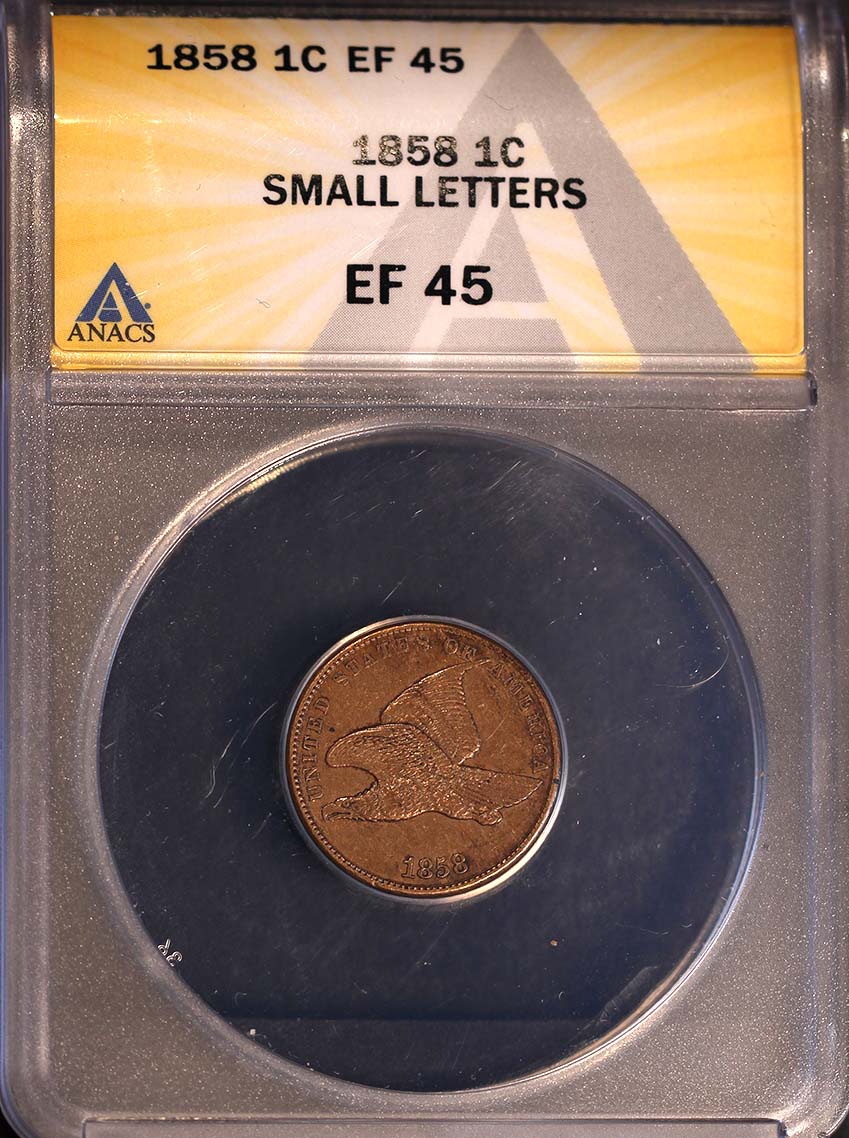 1858 1C EF 45
1858 1C
SMALL LETTERS
EF 45
ANACS
UNITED STATES OF AMERICA
1858